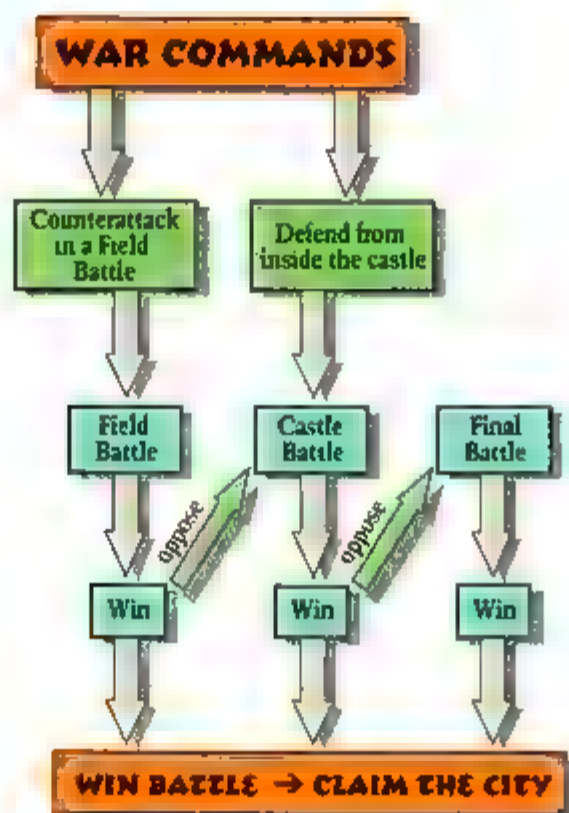 WAR COMMANDS
Counterattack
in a Field
Battle
Defend from
inside the castle
Field
Battle
Castle
Battle
Final
Battle
oppose
oppose
Win
Win
Win
WIN BATTLE → CLAIM THE CITY